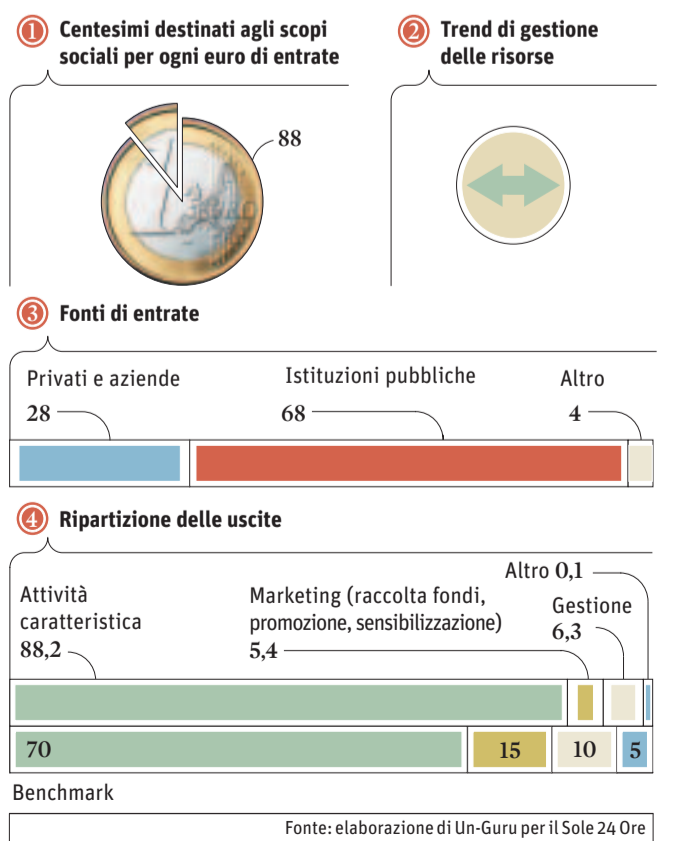 1 Centesimi destinati agli scopi
sociali per ogni euro di entrate
88
2 Trend di gestione
delle risorse
3 Fonti di entrate
Privati e aziende
28
Istituzioni pubbliche
68
Altro
4
4 Ripartizione delle uscite
Attività
caratteristica
88,2
Marketing (raccolta fondi,
promozione, sensibilizzazione)
5,4
Altro 0,1
Gestione
6,3
70
15
10
5
Benchmark
Fonte: elaborazione di Un-Guru per il Sole 24 Ore